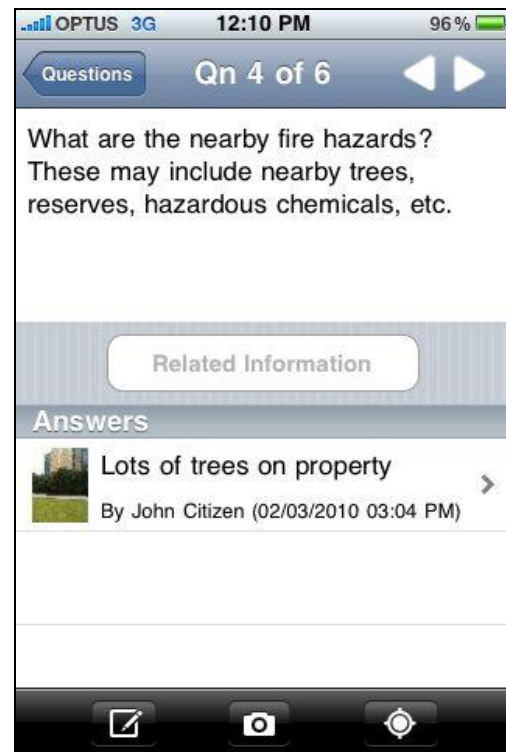 OPTUS 3G 12:10 PM 96%
Questions Qn 4 of 6
What are the nearby fire hazards?
These may include nearby trees,
reserves, hazardous chemicals, etc.
Related Information
Answers
Lots of trees on property
By John Citizen (02/03/2010 03:04 PM)